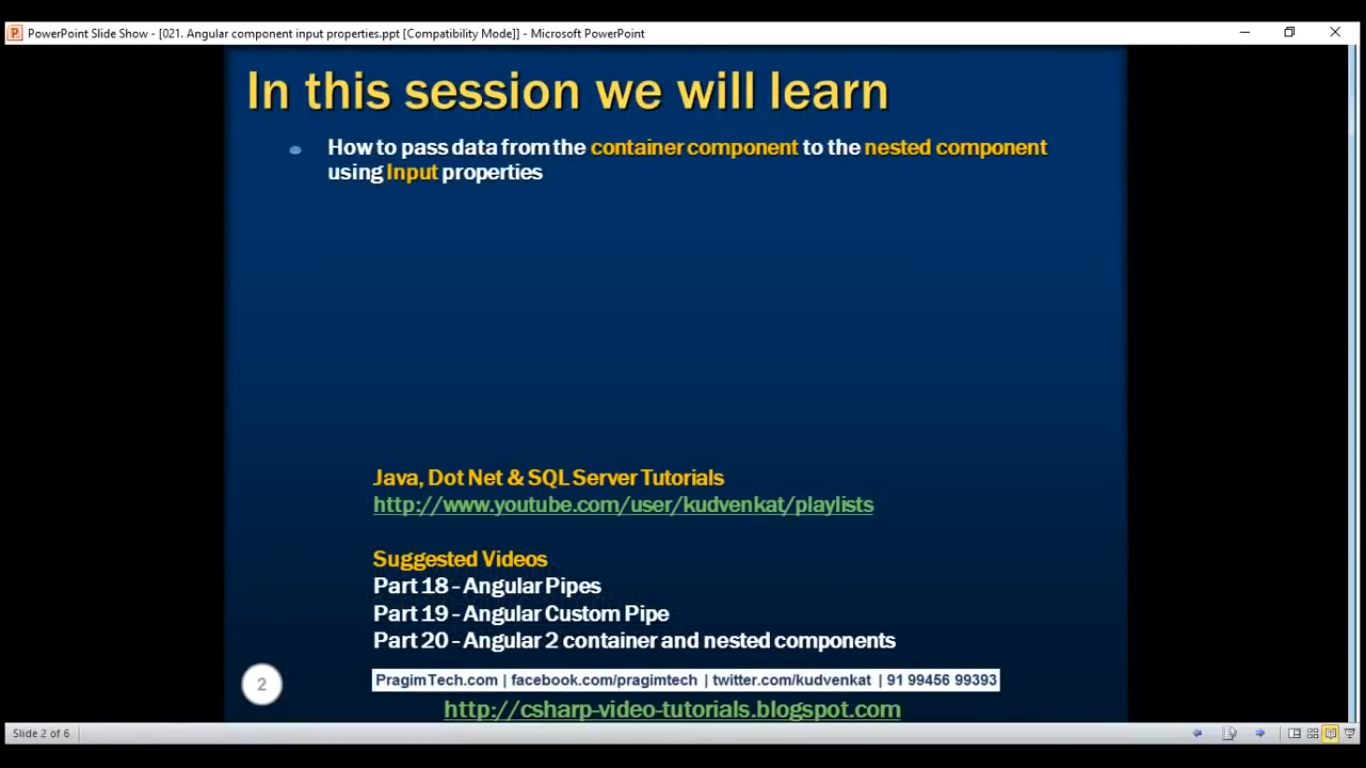 PowerPoint Slide Show - [021. Angular component input properties.ppt [Compatibility Mode]] - Microsoft PowerPoint
In this session we will learn
How to pass data from the container component to the nested component
using Input properties
Java, Dot Net & SQL Server Tutorials
http://www.youtube.com/user/kudvenkat/playlists
Suggested Videos
Part 18 - Angular Pipes
Part 19 - Angular Custom Pipe
Part 20 - Angular 2 container and nested components
2
PragimTech.com | facebook.com/pragimtech | twitter.com/kudvenkat | 91 99456 99393
http://csharp-video-tutorials.blogspot.com
Slide 2 of 6